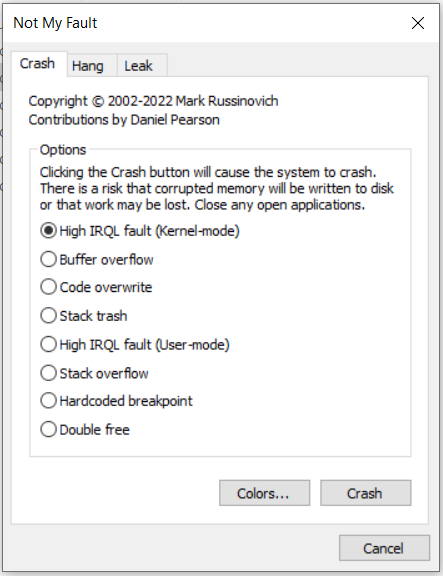 Not My Fault
Crash Hang Leak
Copyright © 2002-2022 Mark Russinovich
Contributions by Daniel Pearson
Options
Clicking the Crash button will cause the system to crash.
There is a risk that corrupted memory will be written to disk
or that work may be lost. Close any open applications.
High IRQL fault (Kernel-mode)
Buffer overflow
Code overwrite
Stack trash
High IRQL fault (User-mode)
Stack overflow
Hardcoded breakpoint
Double free
Colors... Crash
Cancel